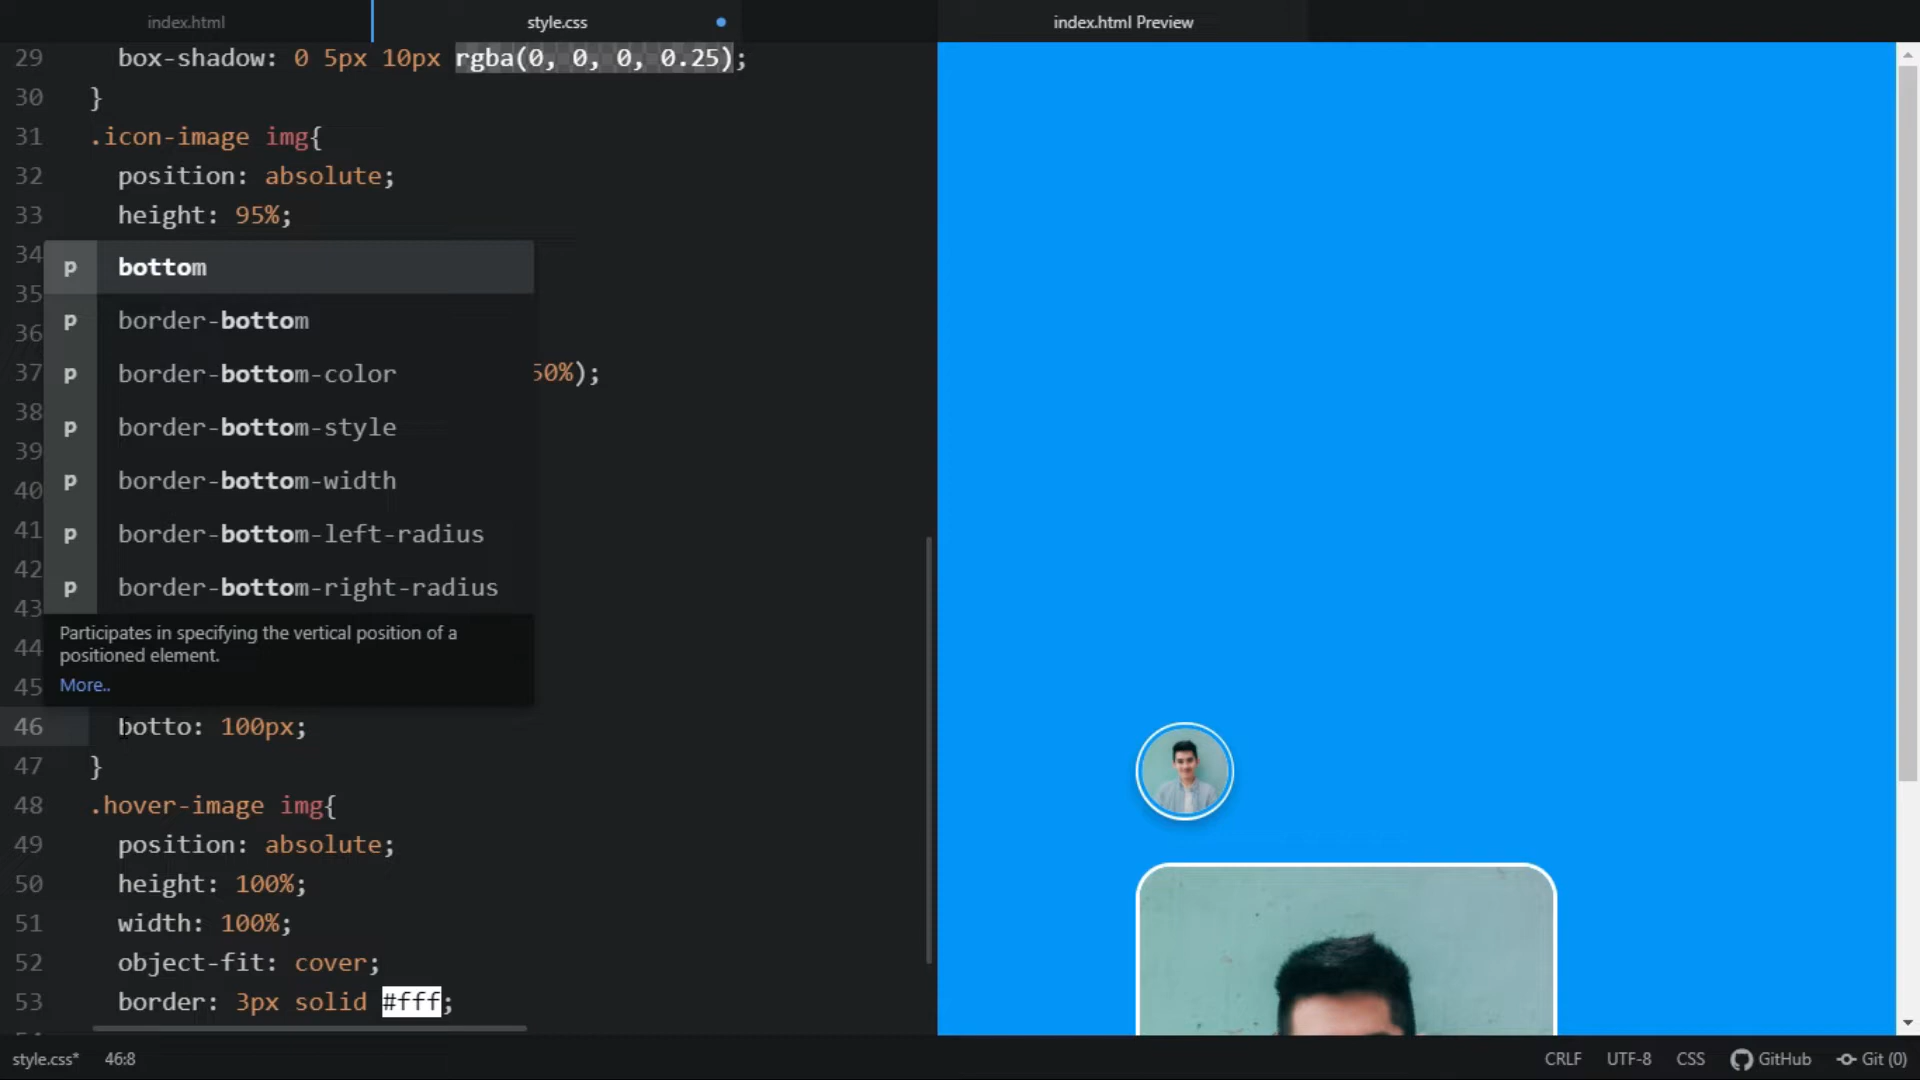 index.html
style.css
index.html Preview
29 box-shadow: 0 5px 10px rgba(0, 0, 0, 0.25);
30 }
31 .icon-image img{
32 position: absolute;
33 height: 95%;
34
p bottom
35
p border-bottom
36
37 p border-bottom-color 50%);
38
p border-bottom-style
39
p border-bottom-width
40
41 p border-bottom-left-radius
42
p border-bottom-right-radius
43
Participates in specifying the vertical position of a
44 positioned element.
45 More..
46 botto: 100px;
47 }
48 .hover-image img{
49 position: absolute;
50 height: 100%;
51 width: 100%;
52 object-fit: cover;
53 border: 3px solid #fff;
style.css* 46:8 CRLF UTF-8 CSS GitHub Git (0)